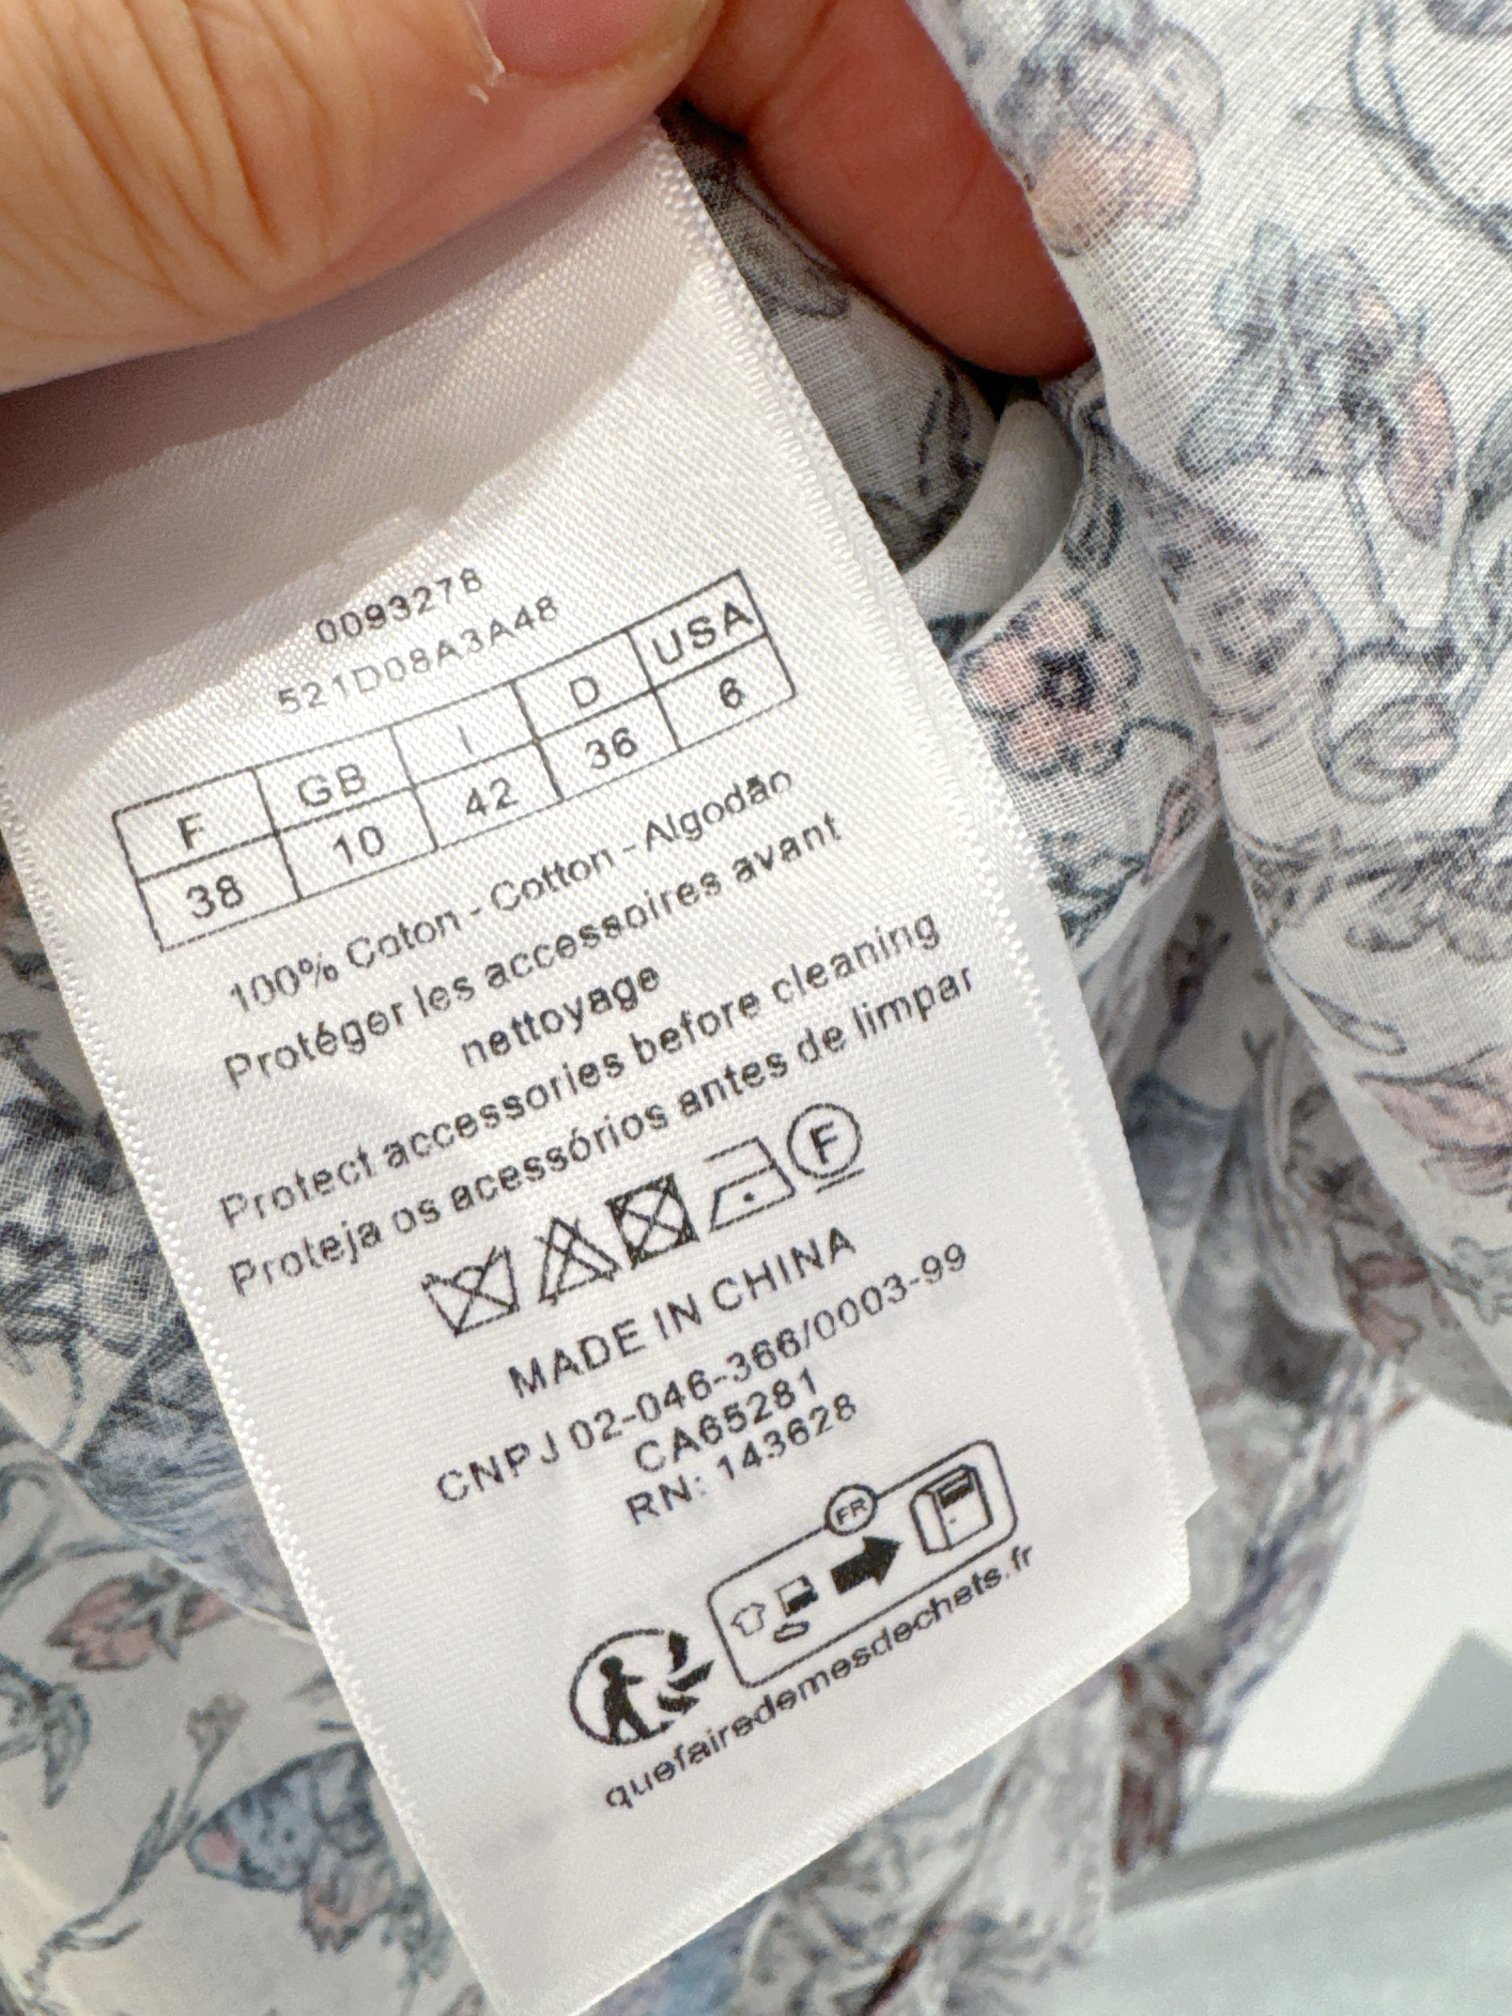 0093278
521D08A3A48
F GB I D USA
38 10 42 36 6
100% Coton - Cotton - Algodão
Protéger les accessoires avant
nettoyage
Protect accessories before cleaning
Proteja os acessórios antes de limpar
F
MADE IN CHINA
CNPJ 02-046-366/0003-99
CA65281
RN: 143628
FR
quefairedemesdechets.fr